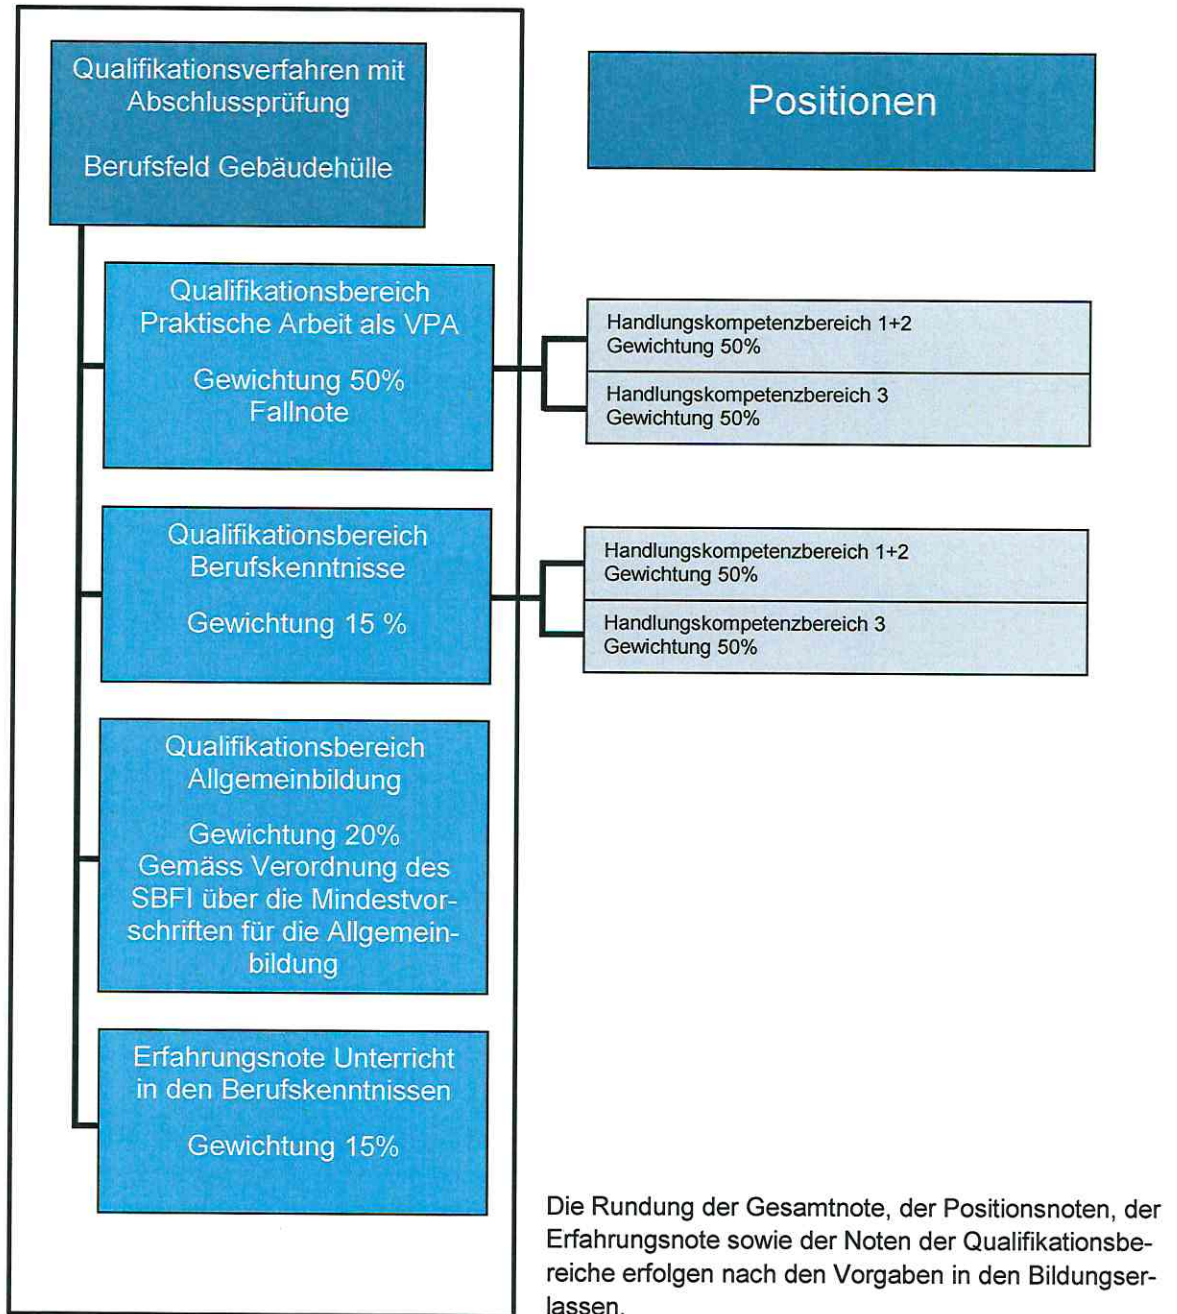 Qualifikationsverfahren mit
Abschlussprüfung
Berufsfeld Gebäudehülle
Positionen
Qualifikationsbereich
Praktische Arbeit als VPA
Gewichtung 50%
Fallnote
Handlungskompetenzbereich 1+2
Gewichtung 50%
Handlungskompetenzbereich 3
Gewichtung 50%
Qualifikationsbereich
Berufskenntnisse
Gewichtung 15 %
Handlungskompetenzbereich 1+2
Gewichtung 50%
Handlungskompetenzbereich 3
Gewichtung 50%
Qualifikationsbereich
Allgemeinbildung
Gewichtung 20%
Gemäss Verordnung des
SBFI über die Mindestvor-
schriften für die Allgemein-
bildung
Erfahrungsnote Unterricht
in den Berufskenntnissen
Gewichtung 15%
Die Rundung der Gesamtnote, der Positionsnoten, der
Erfahrungsnote sowie der Noten der Qualifikationsbe-
reiche erfolgen nach den Vorgaben in den Bildungser-
lassen.